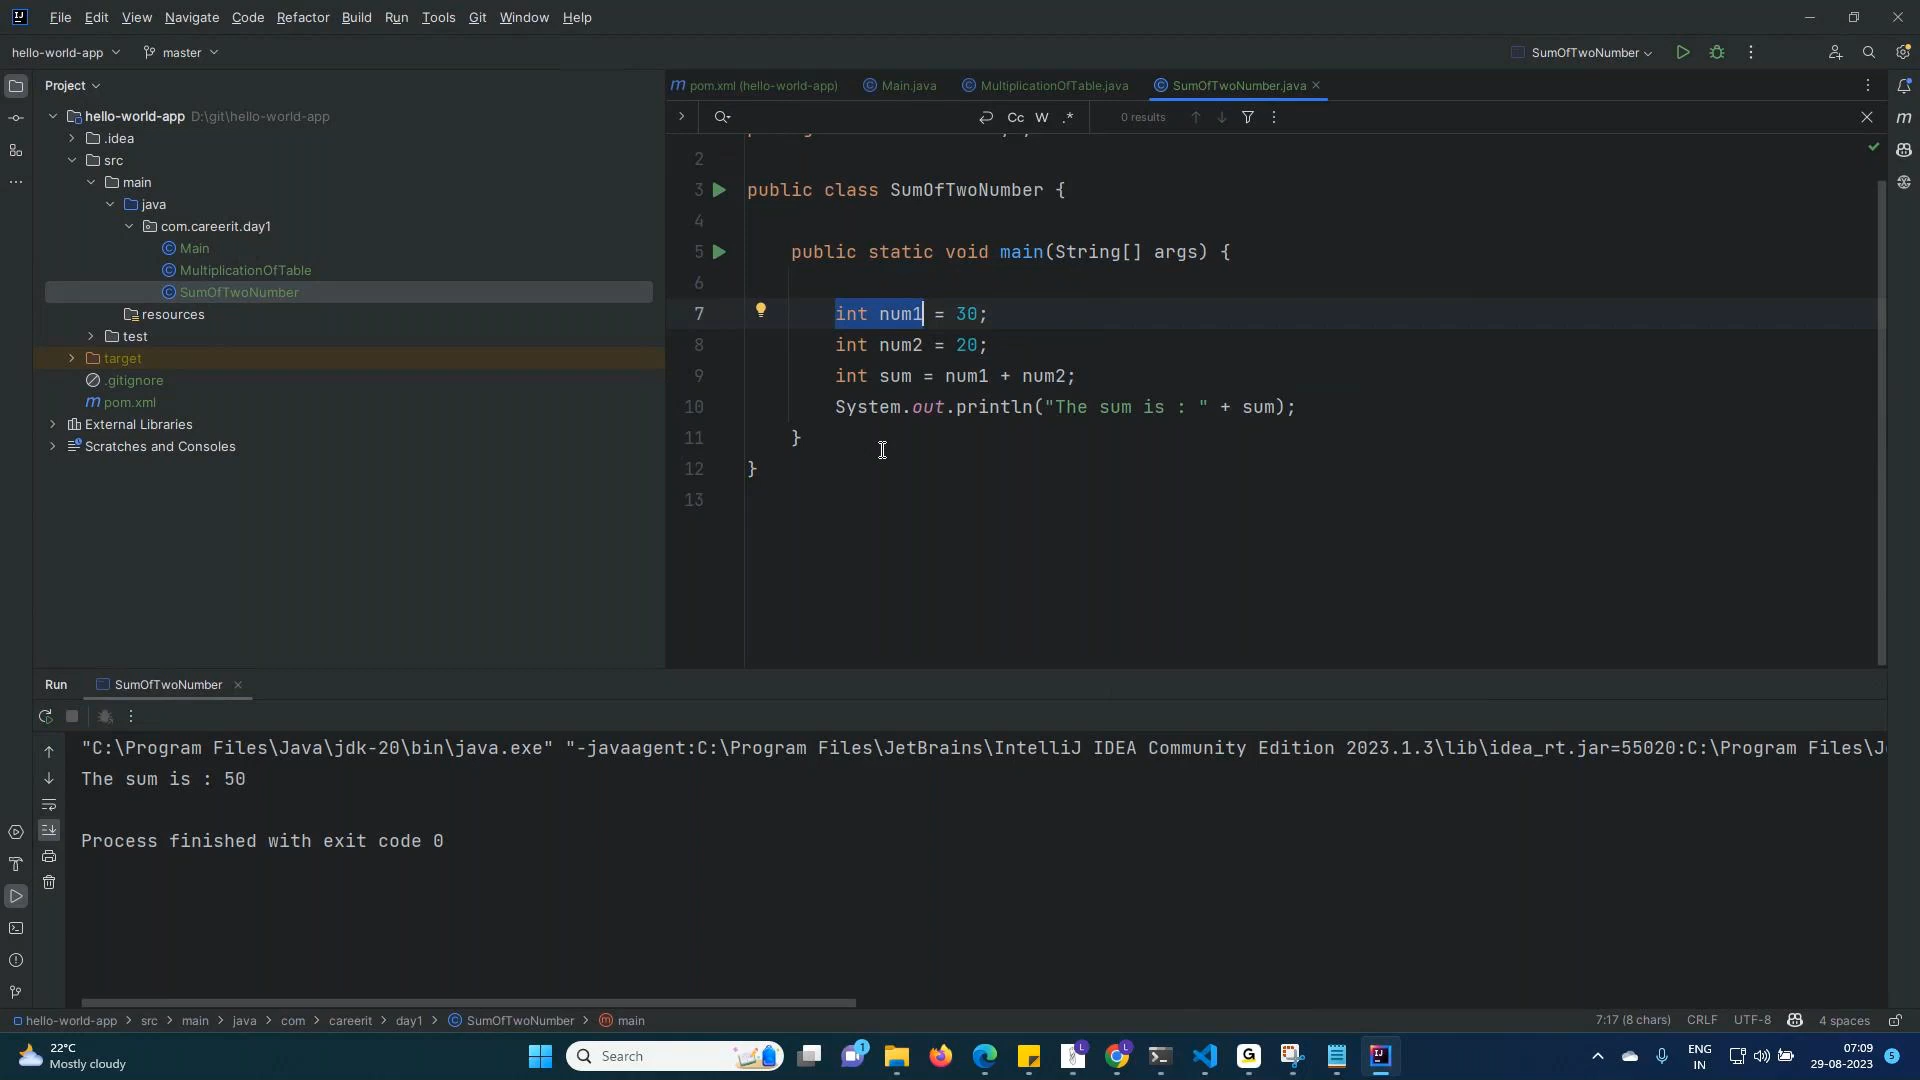 File Edit View Navigate Code Refactor Build Run Tools Git Window Help
hello-world-app master SumOfTwoNumber
Project
pom.xml (hello-world-app) Main.java MultiplicationOfTable.java SumOfTwoNumber.java
Cc W .* 0 results
hello-world-app D:\git\hello-world-app
.idea
src
main
java
com.careerit.day1
Main
MultiplicationOfTable
SumOfTwoNumber
resources
test
target
.gitignore
pom.xml
External Libraries
Scratches and Consoles
2
3 public class SumOfTwoNumber {
4
5 public static void main(String[] args) {
6
7 int num1 = 30;
8 int num2 = 20;
9 int sum = num1 + num2;
10 System.out.println("The sum is : " + sum);
11 }
12 }
13
Run SumOfTwoNumber
"C:\Program Files\Java\jdk-20\bin\java.exe" "-javaagent:C:\Program Files\JetBrains\IntelliJ IDEA Community Edition 2023.1.3\lib\idea_rt.jar=55020:C:\Program Files\J
The sum is : 50
Process finished with exit code 0
hello-world-app > src > main > java > com > careerit > day1 > SumOfTwoNumber > main 7:17 (8 chars) CRLF UTF-8 4 spaces
22°C
Mostly cloudy
Search
ENG
IN
07:09
29-08-2023
5